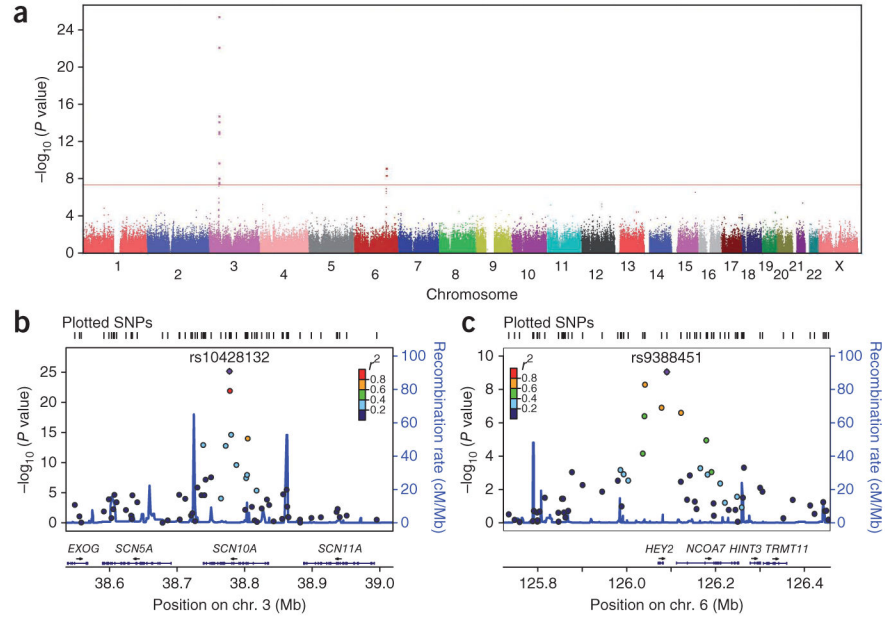 a
24
20
16
12
8
4
0
−log10 (P value)
1 2 3 4 5 6 7 8 9 10 11 12 13 14 15 16 17 18 19 20 21 22 X
Chromosome
b
Plotted SNPs
rs10428132
25
20
15
10
5
0
−log10 (P value)
r2
0.8
0.6
0.4
0.2
100
80
60
40
20
0
Recombination rate (cM/Mb)
EXOG SCN5A SCN10A SCN11A
38.6 38.7 38.8 38.9 39.0
Position on chr. 3 (Mb)
c
Plotted SNPs
rs9388451
10
8
6
4
2
0
−log10 (P value)
r2
0.8
0.6
0.4
0.2
100
80
60
40
20
0
Recombination rate (cM/Mb)
HEY2 NCOA7 HINT3 TRMT11
125.8 126.0 126.2 126.4
Position on chr. 6 (Mb)